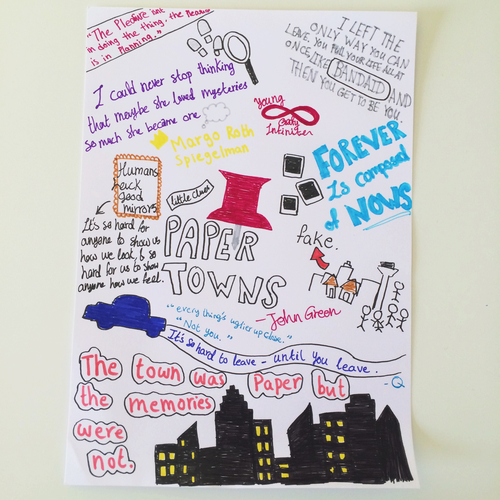 "The Pleasure isn't
in doing the thing, the Pleasure
is in Planning."
I LEFT THE
ONLY WAY YOU CAN
LEAVE YOU PULL YOUR LIFE ALL AT
ONCE LIKE A BANDAID AND
THEN YOU GET TO BE YOU.
I could never stop thinking
that maybe she loved mysteries
so much she became one
Young
Crazy
Infiniter
Margo Roth
Spiegelman
FOREVER
Is composed
of NOWS
Humans
lack
good
mirrors
Little Clues
It's so hard for
anyone to show us
how we look, & so
hard for us to show
anyone how we feel.
PAPER
TOWNS
fake.
-John Green
"everything's uglier up close."
"Not you."
It's so hard to leave - until you leave.
-Q
The town was Paper but
the memories
were
not.